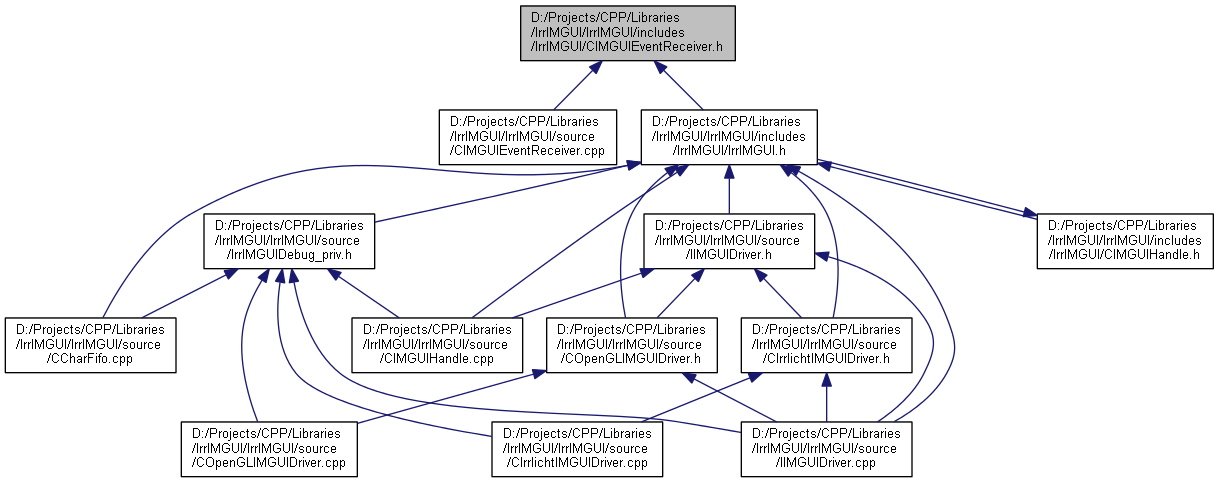 D:/Projects/CPP/Libraries
/IrrIMGUI/IrrIMGUI/includes
/IrrIMGUI/CIMGUIEventReceiver.h
D:/Projects/CPP/Libraries
/IrrIMGUI/IrrIMGUI/source
/CIMGUIEventReceiver.cpp
D:/Projects/CPP/Libraries
/IrrIMGUI/IrrIMGUI/includes
/IrrIMGUI/IrrIMGUI.h
D:/Projects/CPP/Libraries
/IrrIMGUI/IrrIMGUI/source
/IrrIMGUIDebug_priv.h
D:/Projects/CPP/Libraries
/IrrIMGUI/IrrIMGUI/source
/IIMGUIDriver.h
D:/Projects/CPP/Libraries
/IrrIMGUI/IrrIMGUI/includes
/IrrIMGUI/CIMGUIHandle.h
D:/Projects/CPP/Libraries
/IrrIMGUI/IrrIMGUI/source
/CCharFifo.cpp
D:/Projects/CPP/Libraries
/IrrIMGUI/IrrIMGUI/source
/CIMGUIHandle.cpp
D:/Projects/CPP/Libraries
/IrrIMGUI/IrrIMGUI/source
/COpenGLIMGUIDriver.h
D:/Projects/CPP/Libraries
/IrrIMGUI/IrrIMGUI/source
/CIrrlichtIMGUIDriver.h
D:/Projects/CPP/Libraries
/IrrIMGUI/IrrIMGUI/source
/COpenGLIMGUIDriver.cpp
D:/Projects/CPP/Libraries
/IrrIMGUI/IrrIMGUI/source
/CIrrlichtIMGUIDriver.cpp
D:/Projects/CPP/Libraries
/IrrIMGUI/IrrIMGUI/source
/IIMGUIDriver.cpp